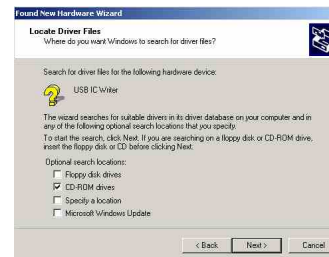 Found New Hardware Wizard
Locate Driver Files
Where do you want Windows to search for driver files?
Search for driver files for the following hardware device:
USB IC Writer
The wizard searches for suitable drivers in its driver database on your computer and in
any of the following optional search locations that you specify.
To start the search, click Next. If you are searching on a floppy disk or CD-ROM drive,
insert the floppy disk or CD before clicking Next.
Optional search locations:
Floppy disk drives
CD-ROM drives
Specify a location
Microsoft Windows Update
< Back
Next >
Cancel